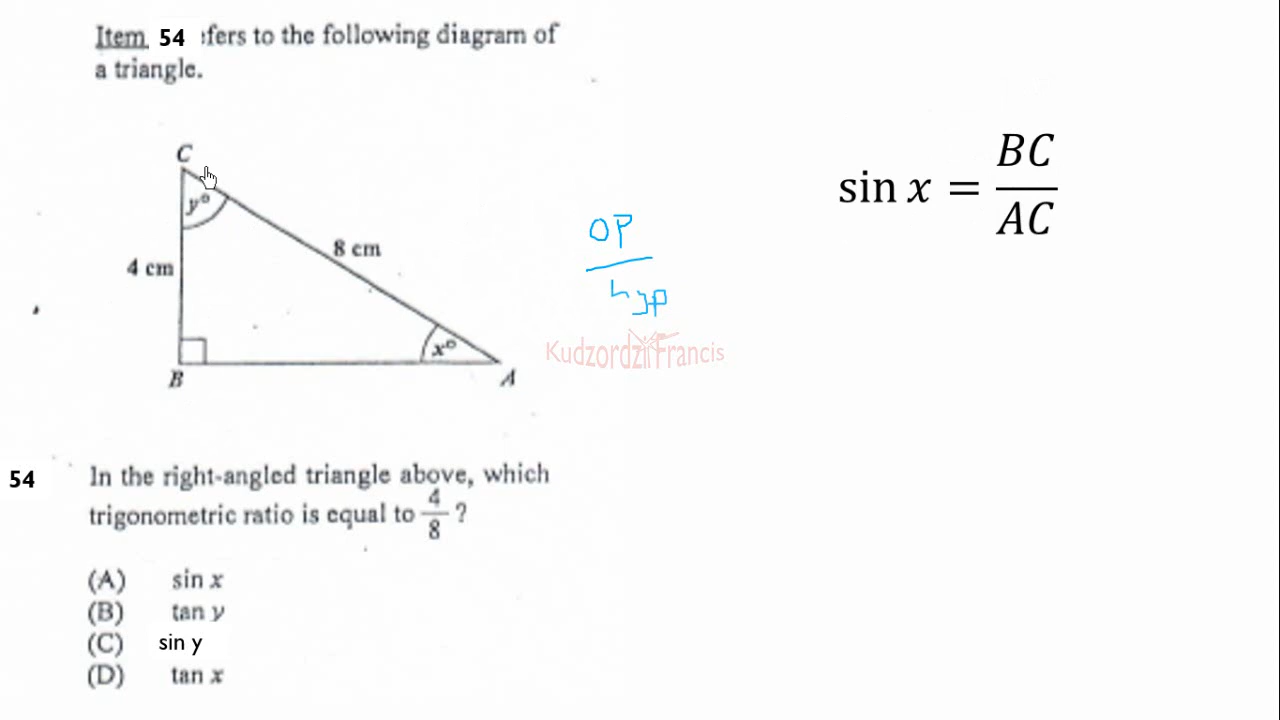 Item 54 efers to the following diagram of
a triangle.
C
y°
8 cm
4 cm
x°
B
A
OP
hyp
Kudzordzi Francis
sin x = BC
AC
54 In the right-angled triangle above, which
trigonometric ratio is equal to 4/8 ?
(A) sin x
(B) tan y
(C) sin y
(D) tan x